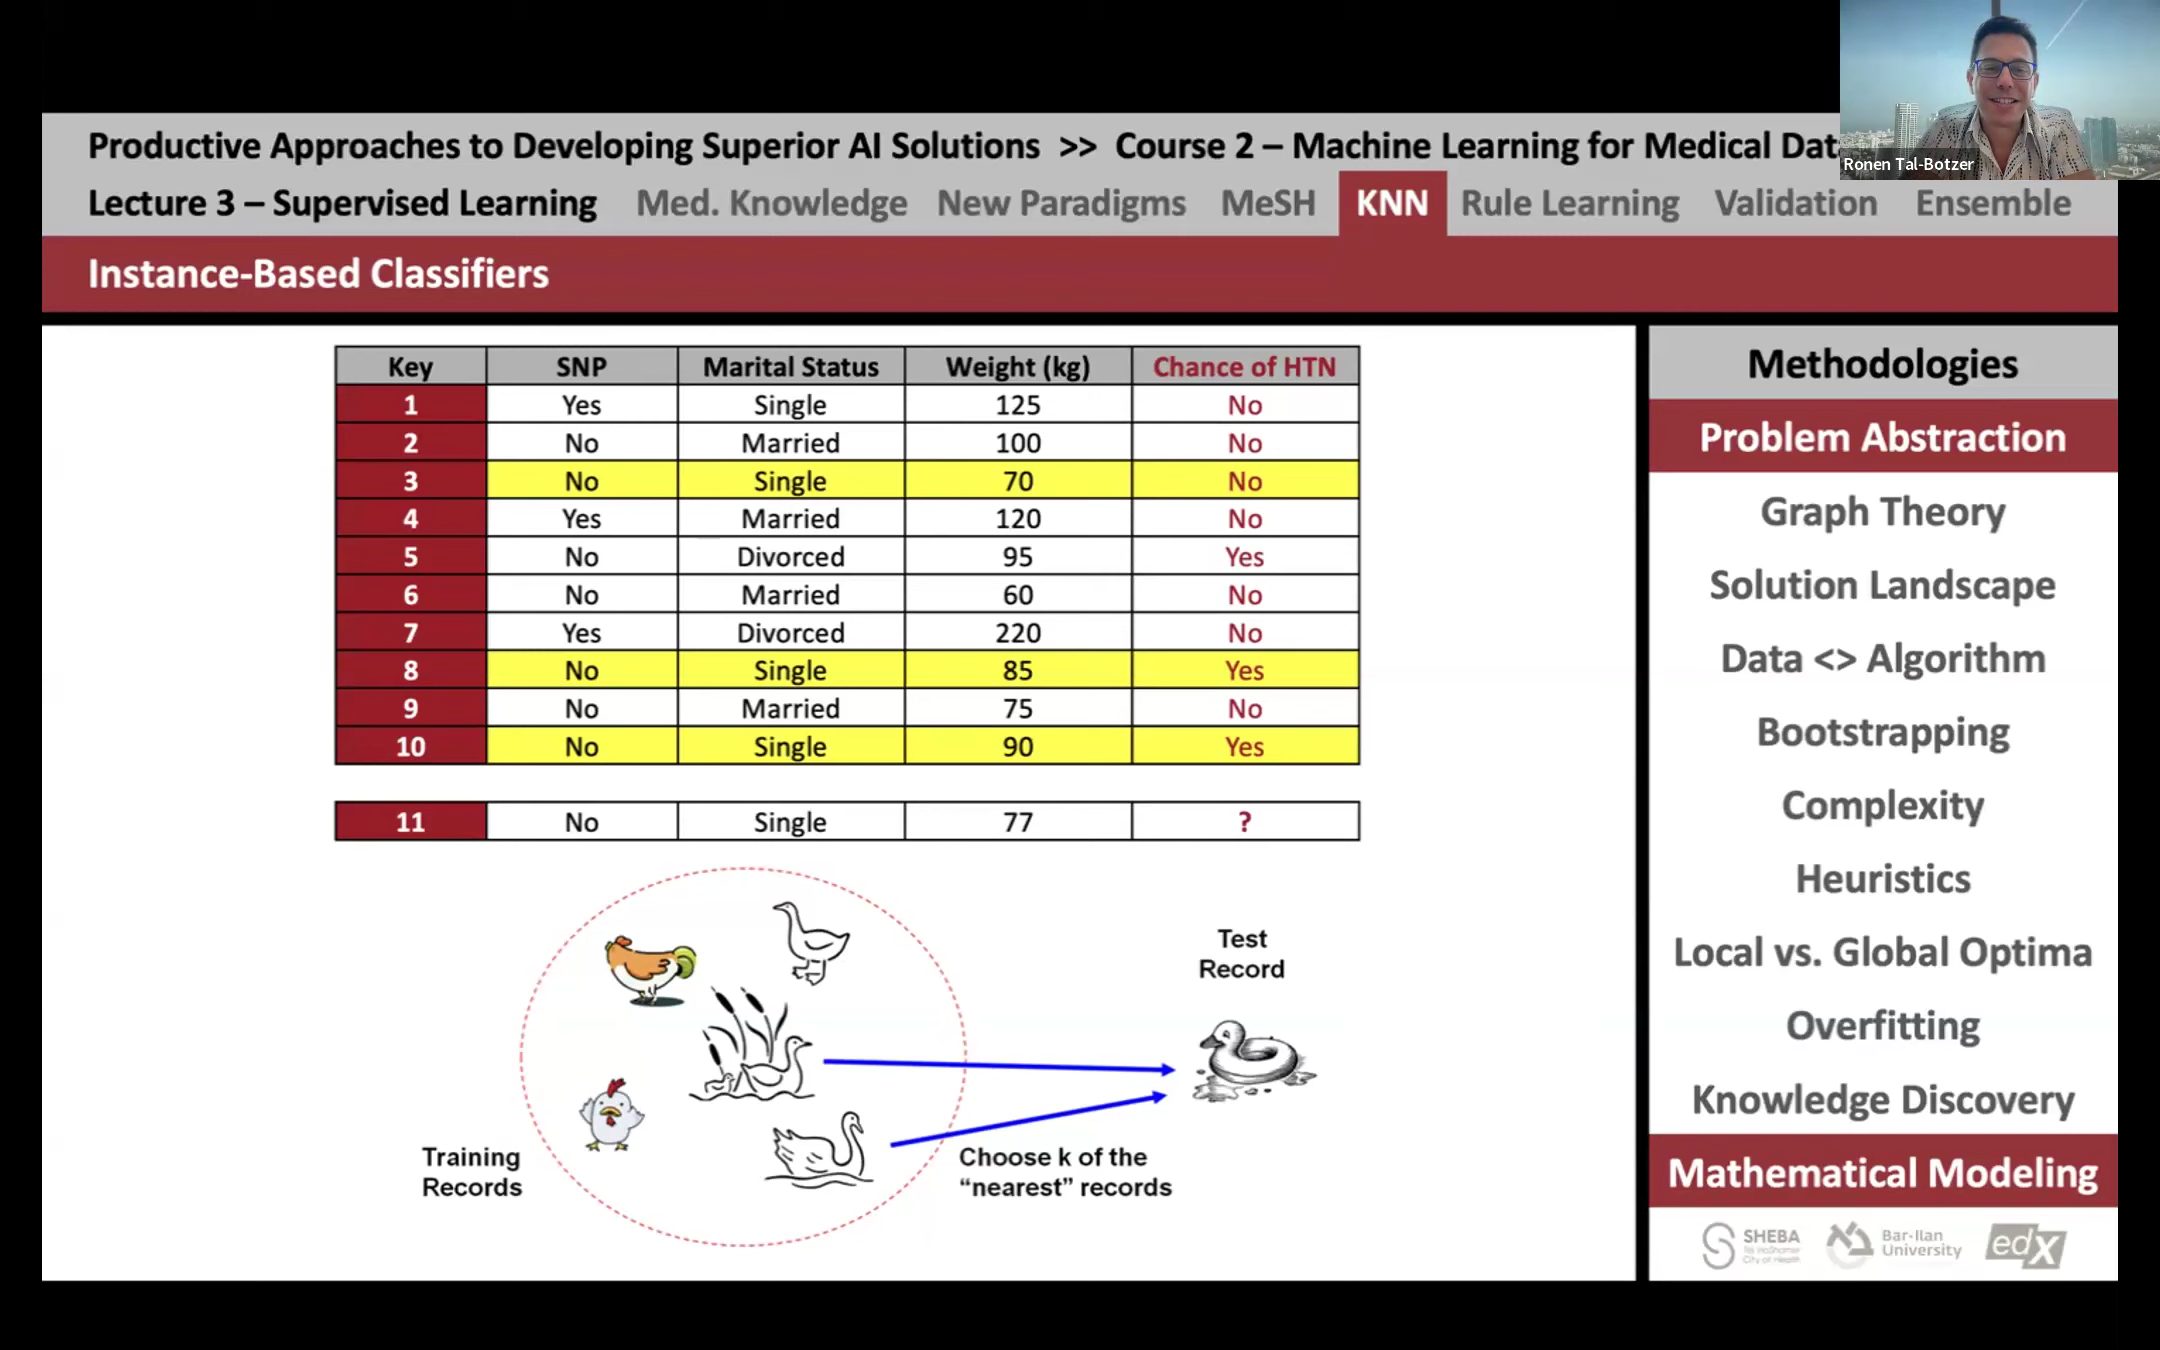 Productive Approaches to Developing Superior AI Solutions >> Course 2 – Machine Learning for Medical Dat
Ronen Tal-Botzer
Lecture 3 – Supervised Learning Med. Knowledge New Paradigms MeSH KNN Rule Learning Validation Ensemble
Instance-Based Classifiers
Key SNP Marital Status Weight (kg) Chance of HTN
1 Yes Single 125 No
2 No Married 100 No
3 No Single 70 No
4 Yes Married 120 No
5 No Divorced 95 Yes
6 No Married 60 No
7 Yes Divorced 220 No
8 No Single 85 Yes
9 No Married 75 No
10 No Single 90 Yes
11 No Single 77 ?
Test
Record
Training
Records
Choose k of the
“nearest” records
Methodologies
Problem Abstraction
Graph Theory
Solution Landscape
Data <> Algorithm
Bootstrapping
Complexity
Heuristics
Local vs. Global Optima
Overfitting
Knowledge Discovery
Mathematical Modeling
SHEBA
Tel HaShomer
City of Health
Bar-Ilan
University
edX